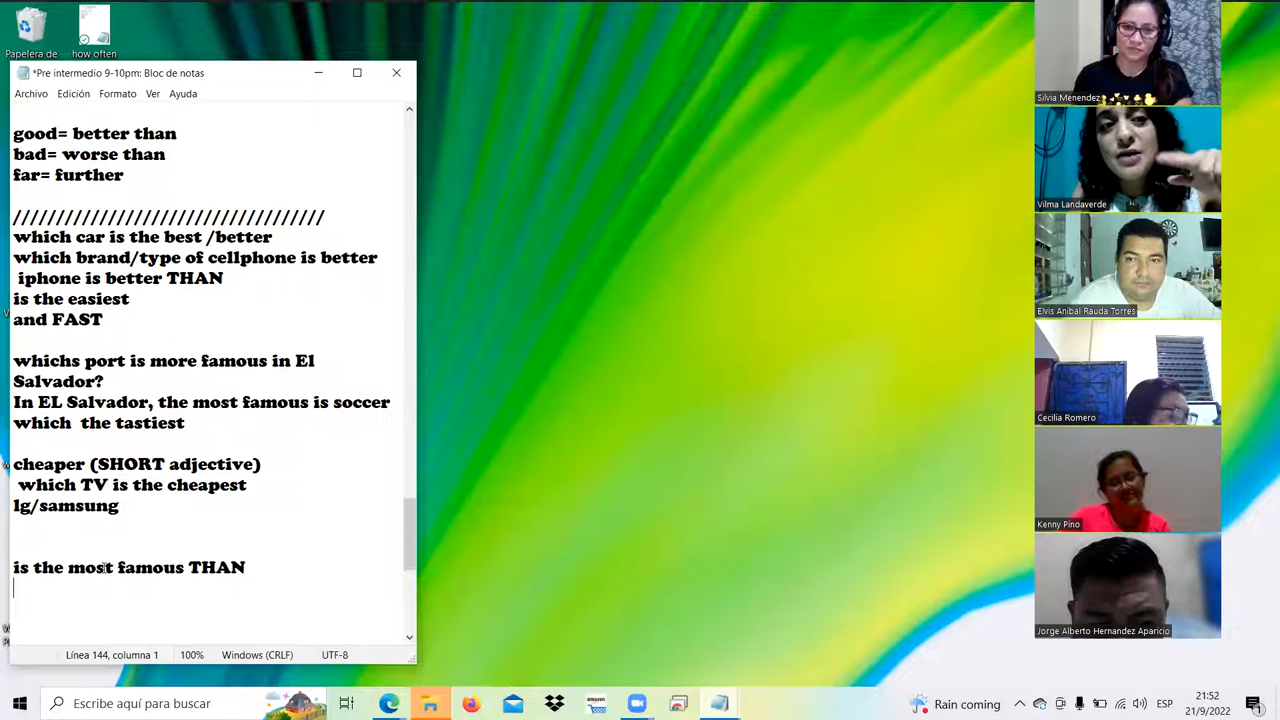 Papelera de
how often
*Pre intermedio 9-10pm: Bloc de notas
Archivo Edición Formato Ver Ayuda
good= better than
bad= worse than
far= further
///////////////////////////////////
which car is the best /better
which brand/type of cellphone is better
iphone is better THAN
is the easiest
and FAST
whichs port is more famous in El
Salvador?
In EL Salvador, the most famous is soccer
which the tastiest
cheaper (SHORT adjective)
which TV is the cheapest
lg/samsung
is the most famous THAN
Línea 144, columna 1 100% Windows (CRLF) UTF-8
Silvia Menendez
Vilma Landaverde
Elvis Anibal Rauda Torres
Cecilia Romero
Kenny Pino
Jorge Alberto Hernandez Aparicio
Escribe aquí para buscar
amazon
Rain coming
ESP
21:52
21/9/2022
1